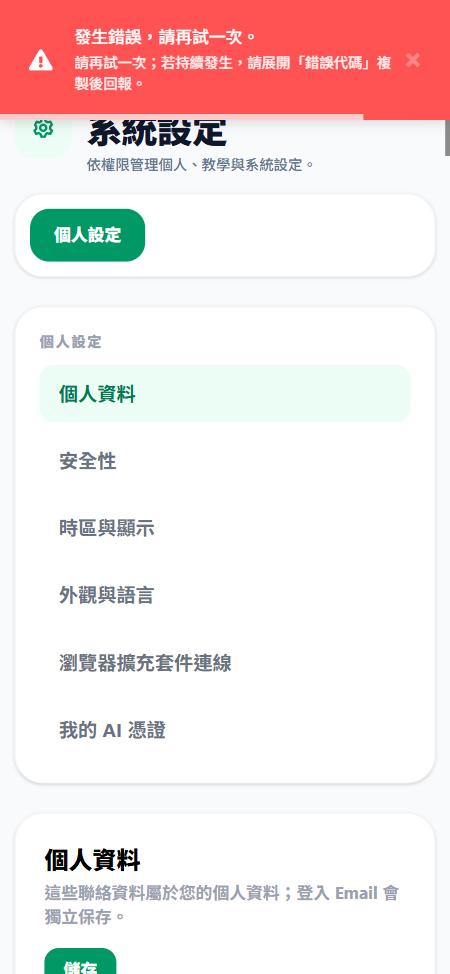 發生錯誤，請再試一次。
請再試一次；若持續發生，請展開「錯誤代碼」複
製後回報。
系統設定
依權限管理個人、教學與系統設定。
個人設定
個人設定
個人資料
安全性
時區與顯示
外觀與語言
瀏覽器擴充套件連線
我的 AI 憑證
個人資料
這些聯絡資料屬於您的個人資料；登入 Email 會
獨立保存。
儲存